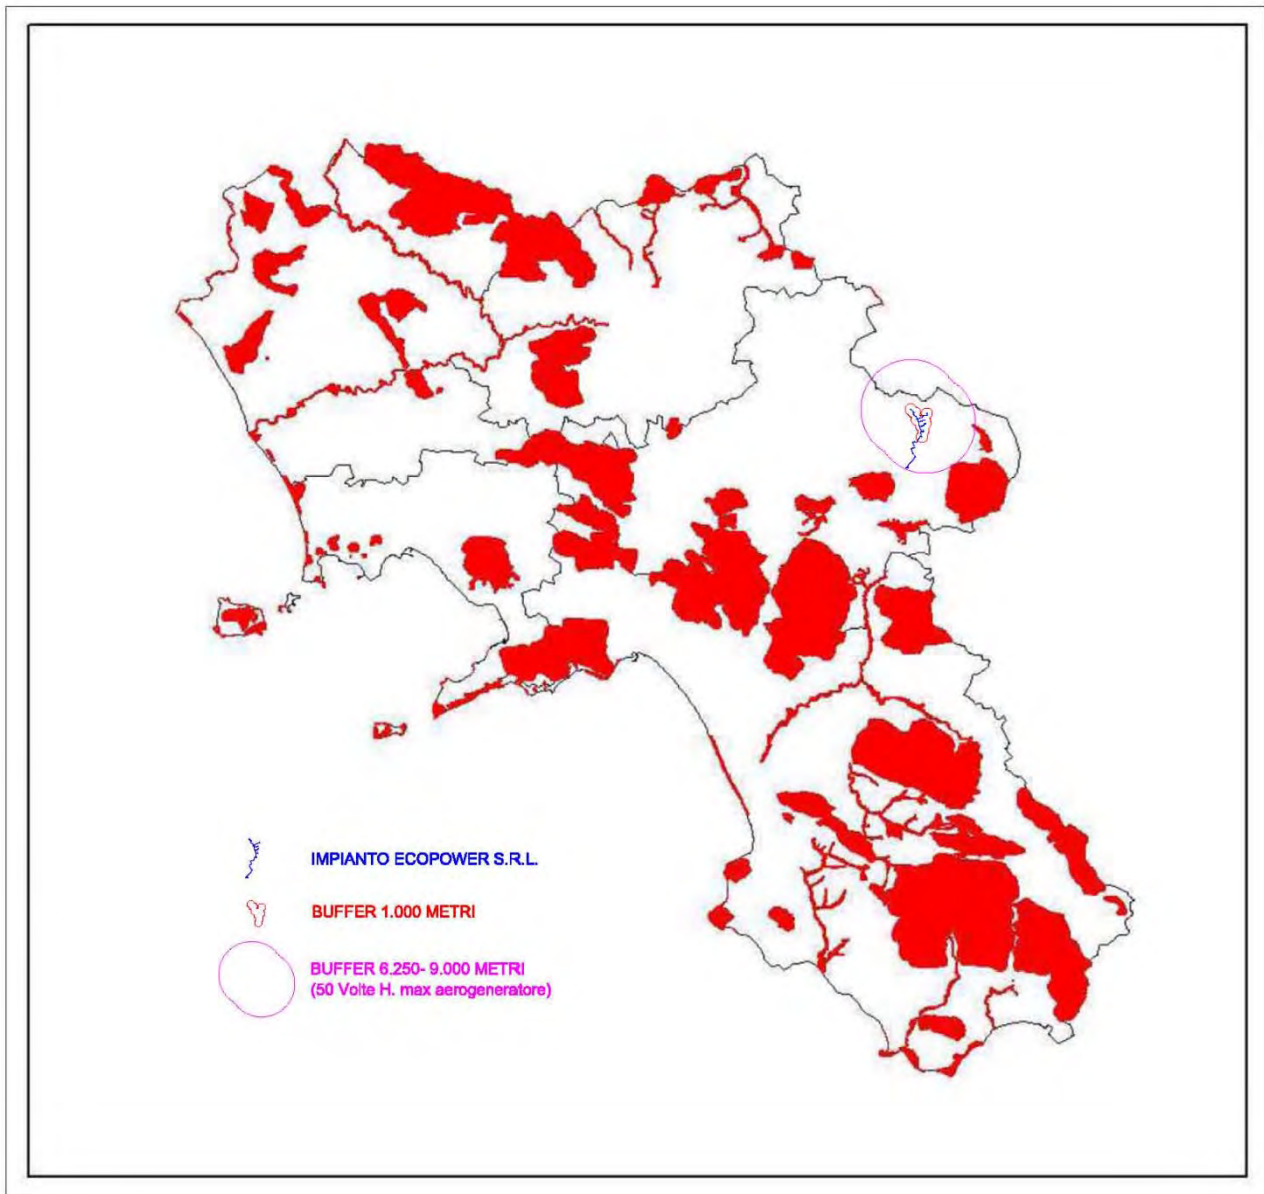 IMPIANTO ECOPOWER S.R.L.
BUFFER 1.000 METRI
BUFFER 6.250- 9.000 METRI
(50 Volte H. max aerogeneratore)